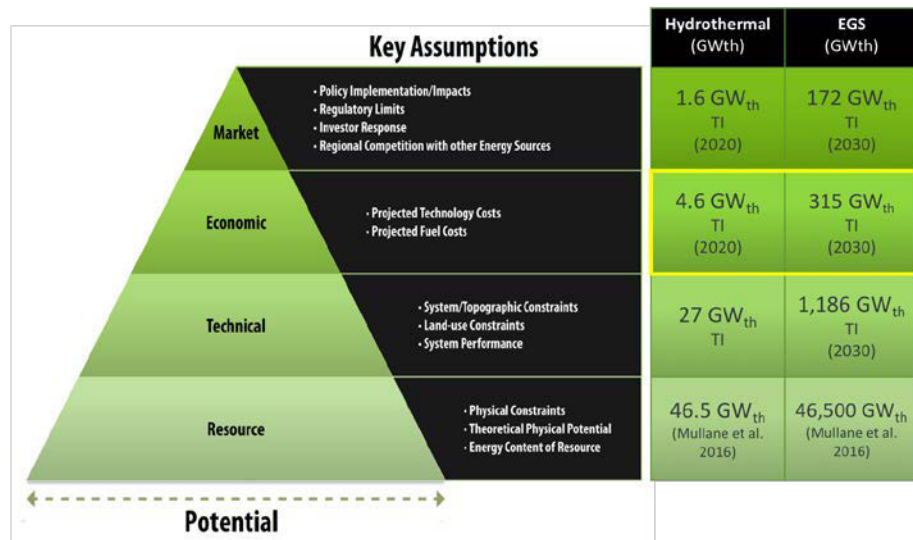 Key Assumptions
Hydrothermal
(GWth)
EGS
(GWth)
Market
• Policy Implementation/Impacts
• Regulatory Limits
• Investor Response
• Regional Competition with other Energy Sources
1.6 GWth
TI
(2020)
172 GWth
TI
(2030)
Economic
• Projected Technology Costs
• Projected Fuel Costs
4.6 GWth
TI
(2020)
315 GWth
TI
(2030)
Technical
• System/Topographic Constraints
• Land-use Constraints
• System Performance
27 GWth
TI
1,186 GWth
TI
(2030)
Resource
• Physical Constraints
• Theoretical Physical Potential
• Energy Content of Resource
46.5 GWth
(Mullane et al.
2016)
46,500 GWth
(Mullane et al.
2016)
Potential